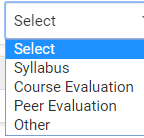 Select
Select
Syllabus
Course Evaluation
Peer Evaluation
Other